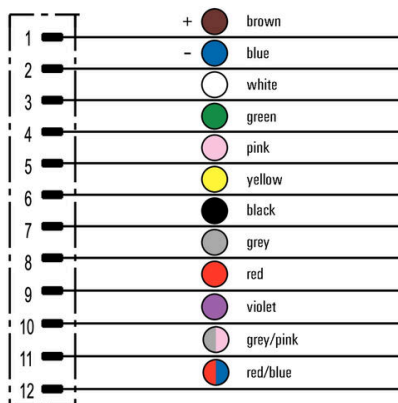 + brown
1
- blue
2
white
3
green
4
pink
5
yellow
6
black
7
grey
8
red
9
violet
10
grey/pink
11
red/blue
12